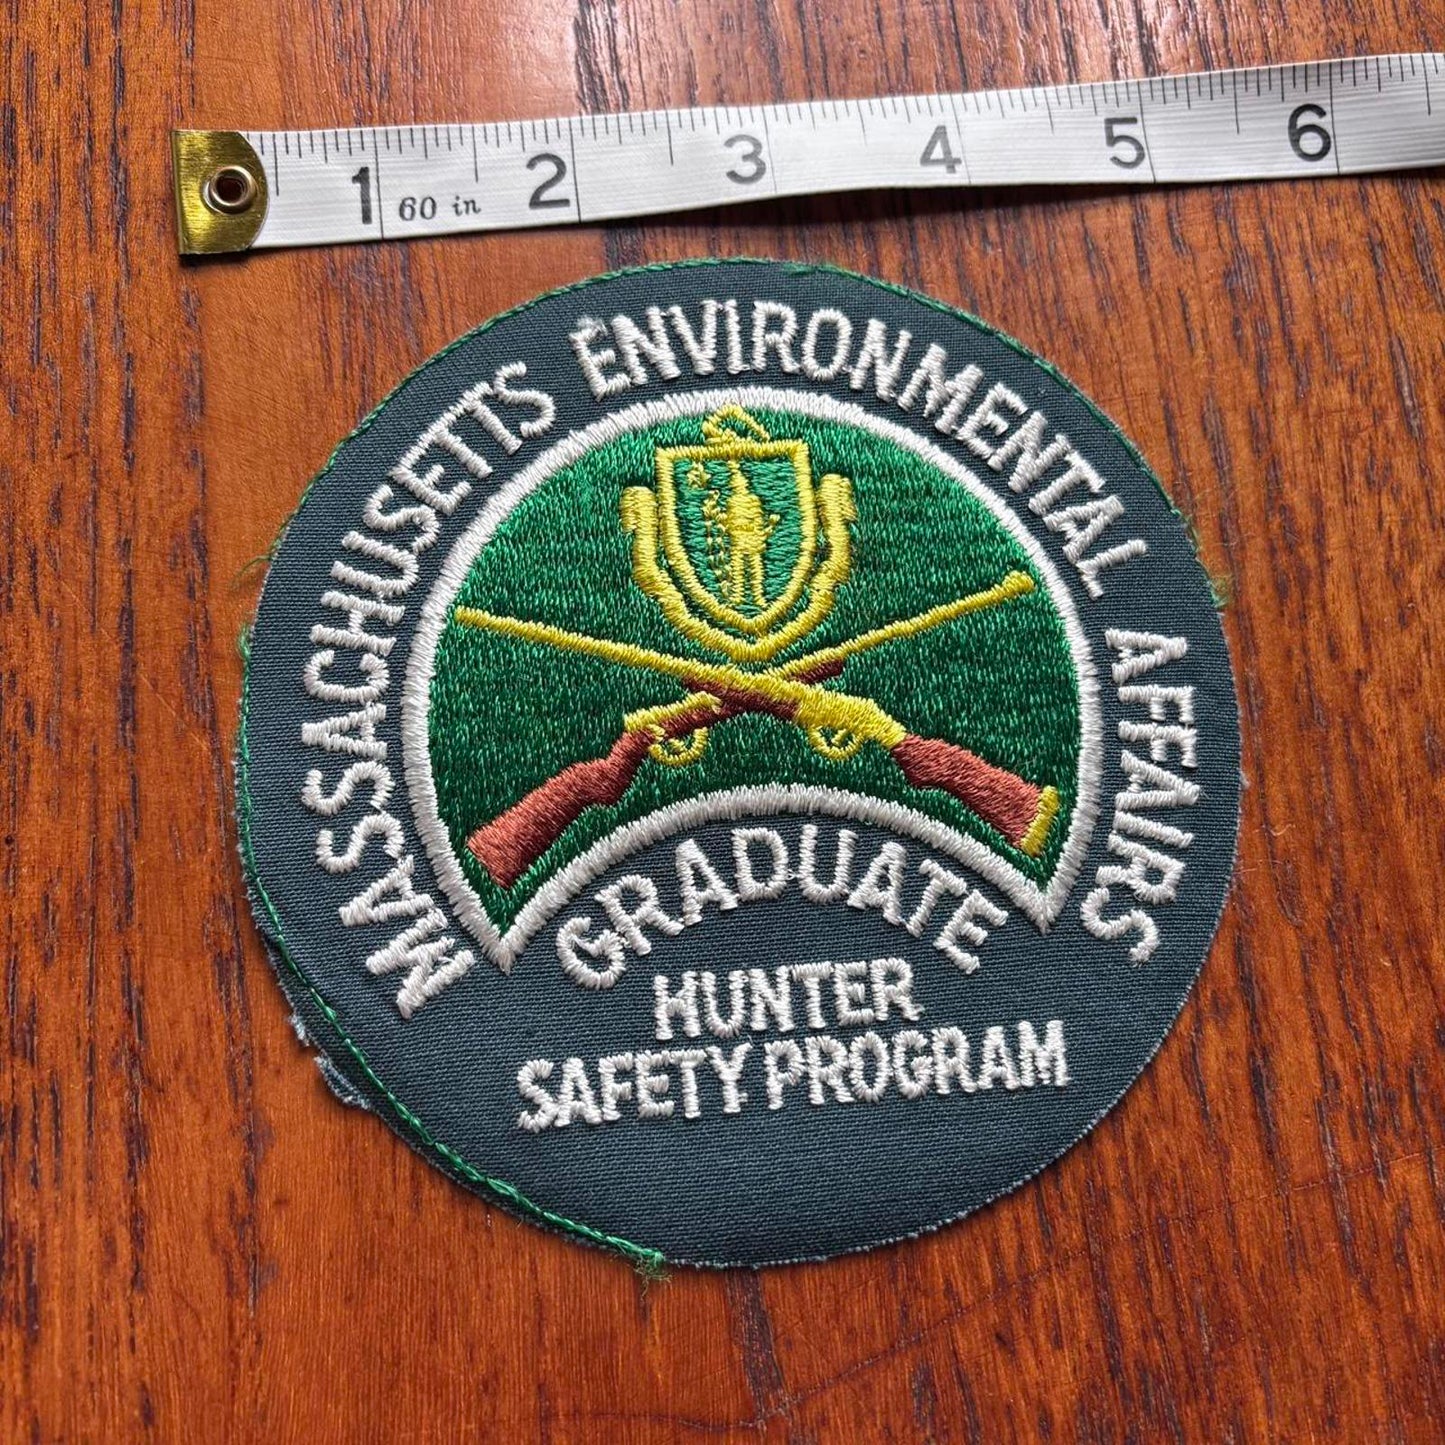 1 60 in 2 3 4 5 6
MASSACHUSETTS ENVIRONMENTAL AFFAIRS
GRADUATE
HUNTER
SAFETY PROGRAM